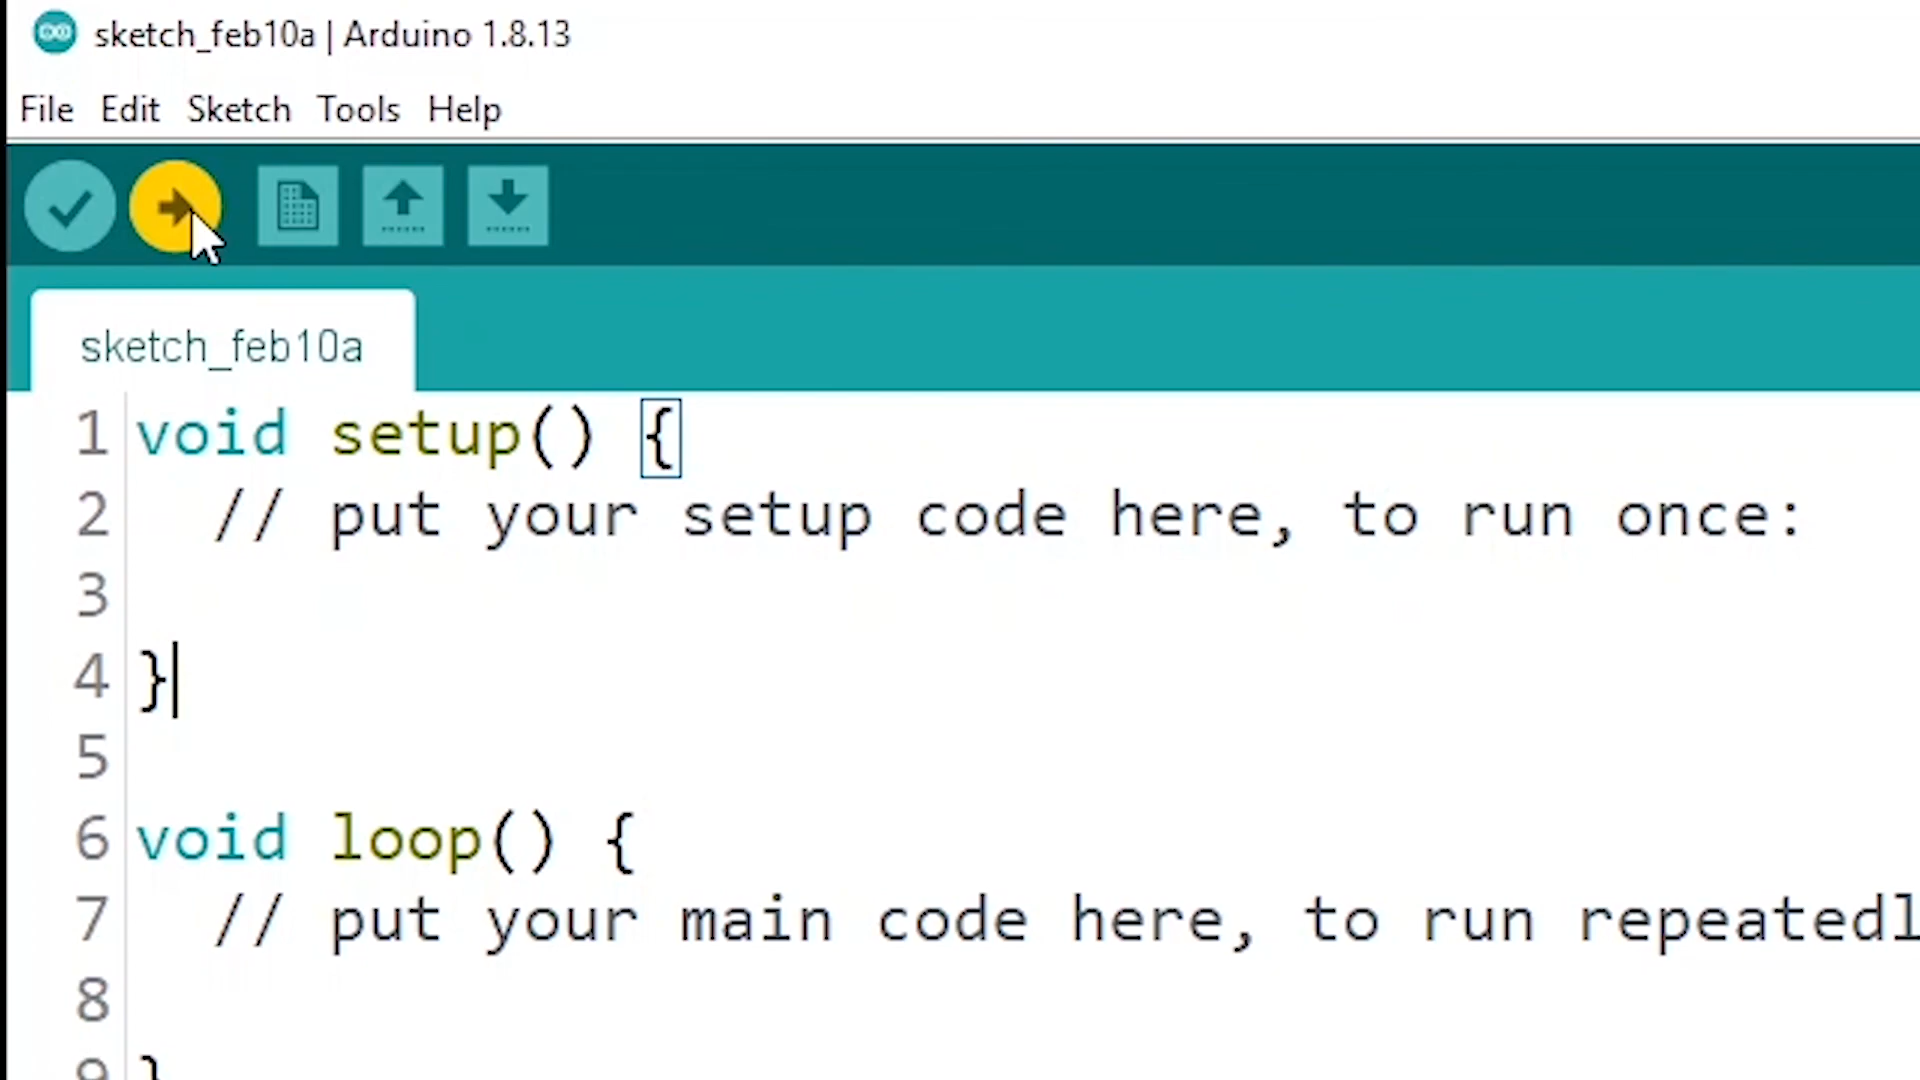 sketch_feb10a | Arduino 1.8.13
File Edit Sketch Tools Help
sketch_feb10a
1 void setup() {
2   // put your setup code here, to run once:
3
4 }
5
6 void loop() {
7   // put your main code here, to run repeatedl
8
9 }